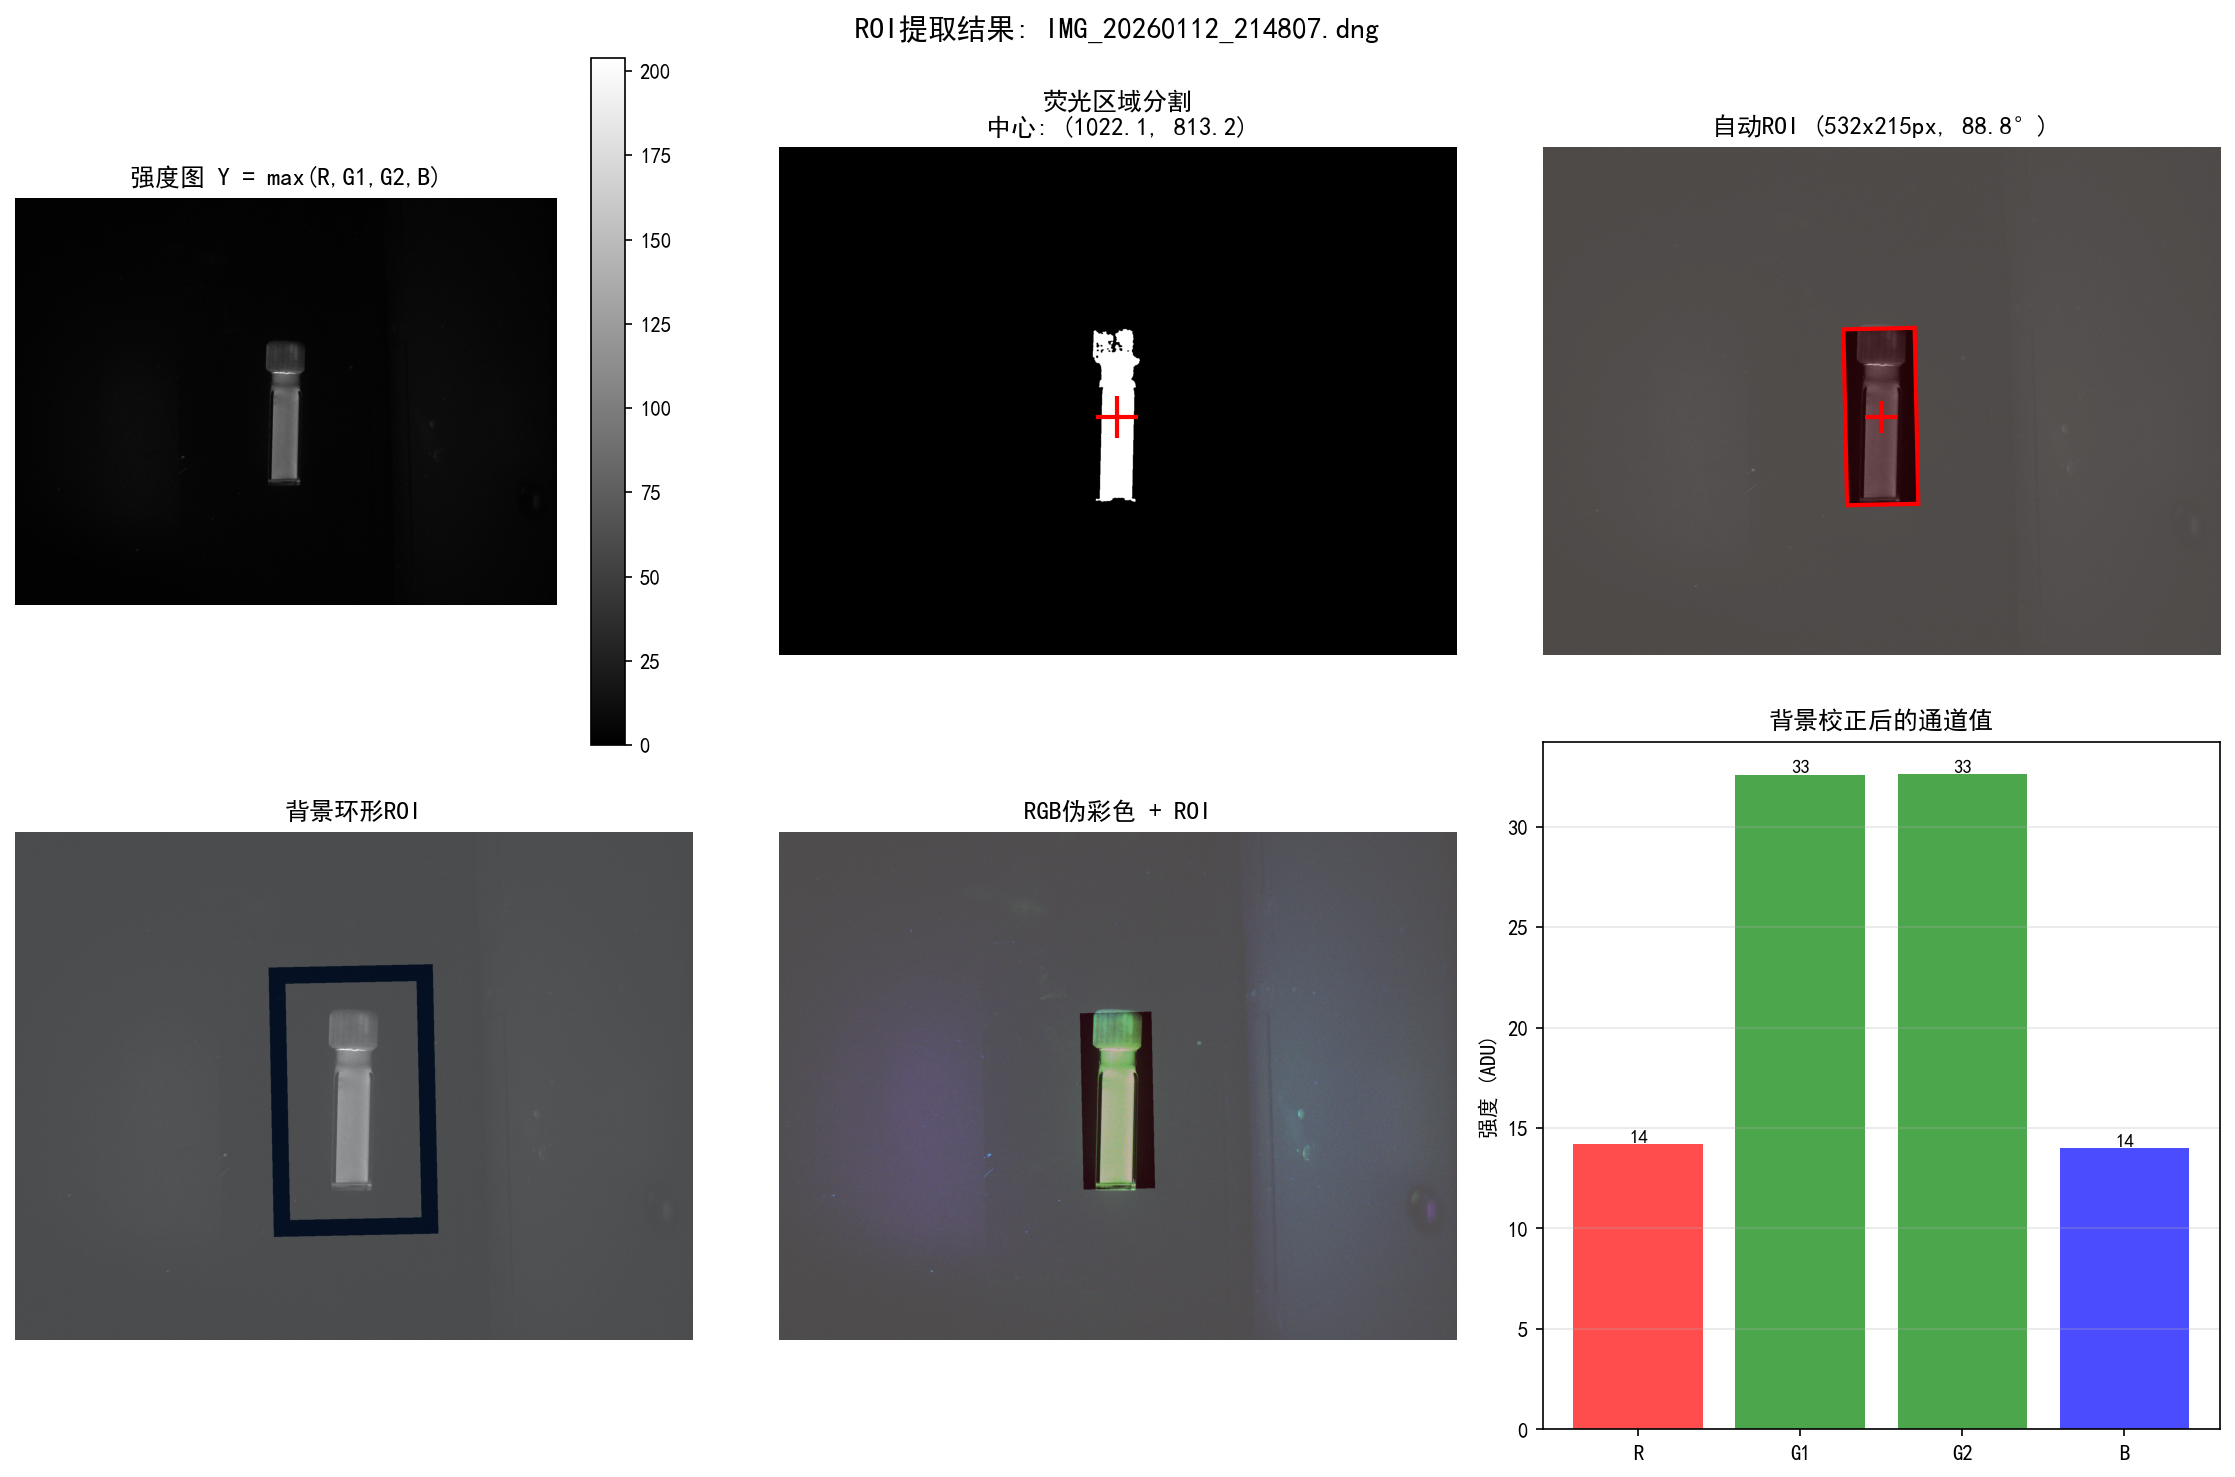 ROI提取结果: IMG_20260112_214807.dng
强度图 Y = max(R,G1,G2,B)
200
175
150
125
100
75
50
25
0
荧光区域分割
中心: (1022.1, 813.2)
自动ROI (532x215px, 88.8°)
背景环形ROI
RGB伪彩色 + ROI
背景校正后的通道值
强度 (ADU)
30
25
20
15
10
5
0
14
33
33
14
R
G1
G2
B